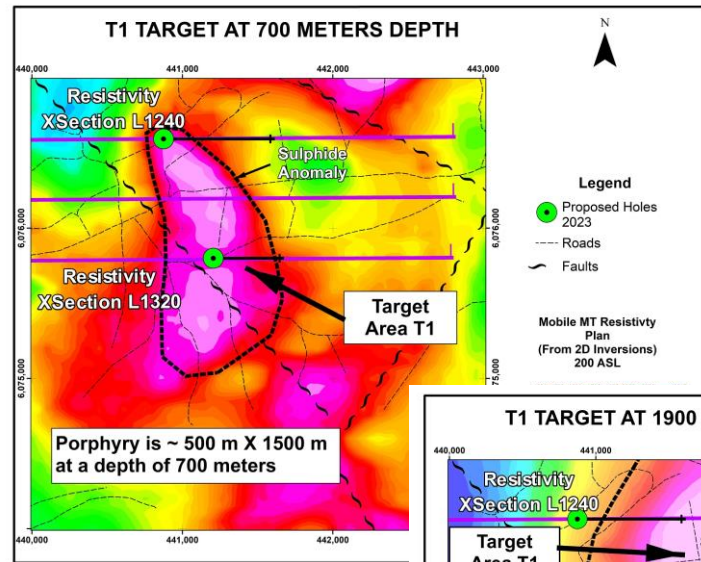 T1 TARGET AT 700 METERS DEPTH
440,000 441,000 442,000 443,000
Resistivity
XSection L1240
Sulphide
Anomaly
6,076,000
6,076,000
Resistivity
XSection L1320
Target
Area T1
6,075,000
6,075,000
Porphyry is ~ 500 m X 1500 m
at a depth of 700 meters
440,000 441,000 442,000
N
Legend
Proposed Holes
2023
Roads
Faults
Mobile MT Resistivty
Plan
(From 2D Inversions)
200 ASL
T1 TARGET AT 1900
440,000 441,000
Resistivity
XSection L1240
Target
Area T1